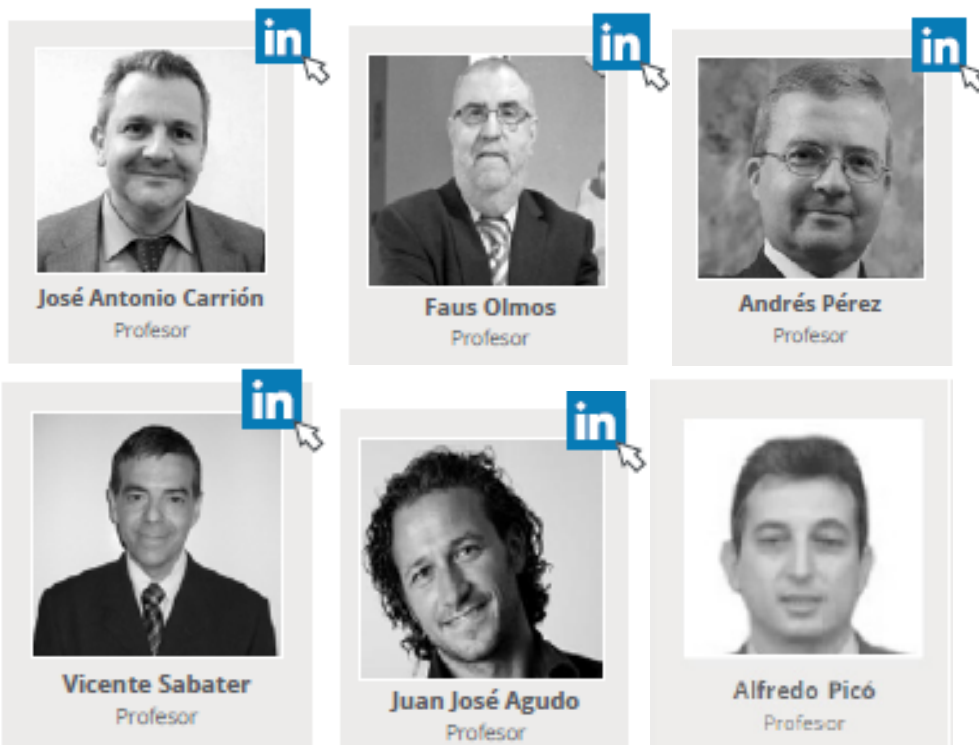 in
in
in
José Antonio Carrión
Profesor
Faus Olmos
Profesor
Andrés Pérez
Profesor
in
in
Vicente Sabater
Profesor
Juan José Agudo
Profesor
Alfredo Picó
Profesor